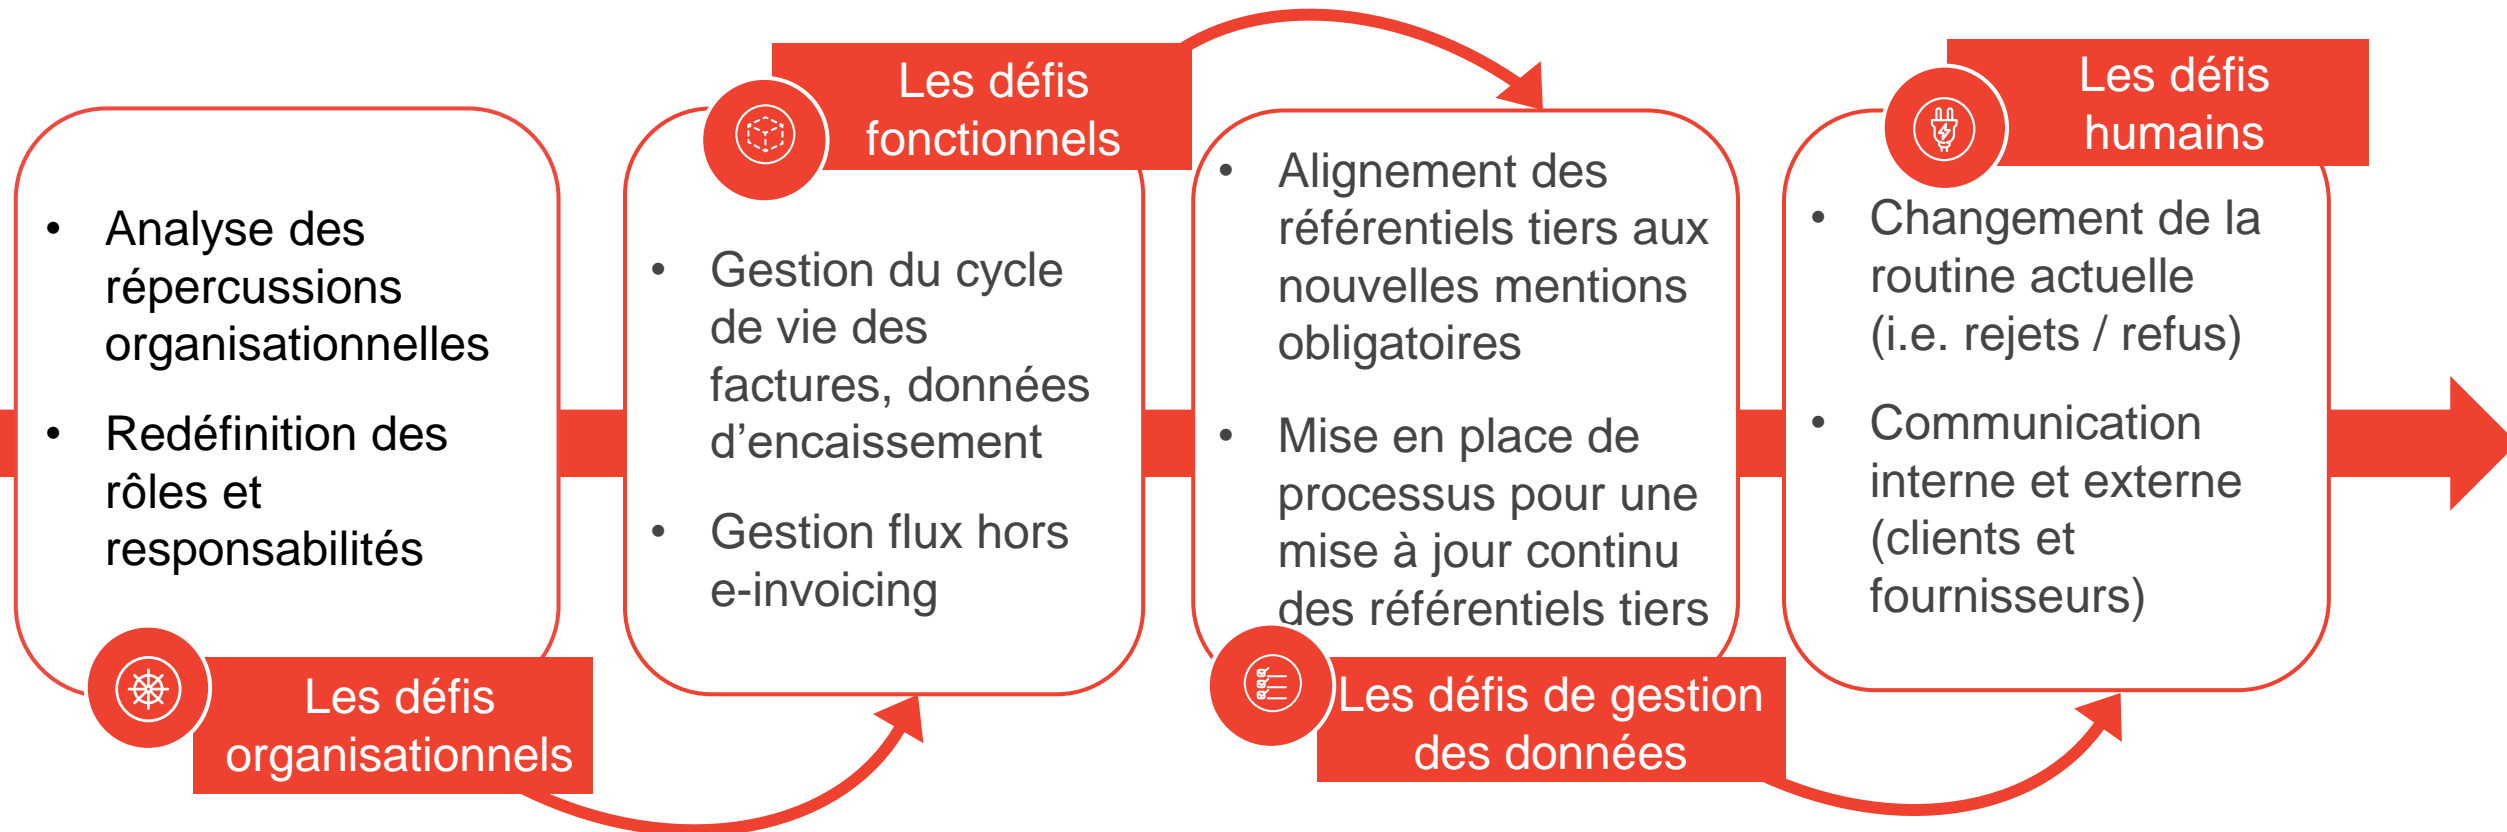 • Analyse des
répercussions
organisationnelles
• Redéfinition des
rôles et
responsabilités
Les défis
organisationnels
Les défis
fonctionnels
• Gestion du cycle
de vie des
factures, données
d’encaissement
• Gestion flux hors
e-invoicing
• Alignement des
référentiels tiers aux
nouvelles mentions
obligatoires
• Mise en place de
processus pour une
mise à jour continu
des référentiels tiers
Les défis de gestion
des données
Les défis
humains
• Changement de la
routine actuelle
(i.e. rejets / refus)
• Communication
interne et externe
(clients et
fournisseurs)